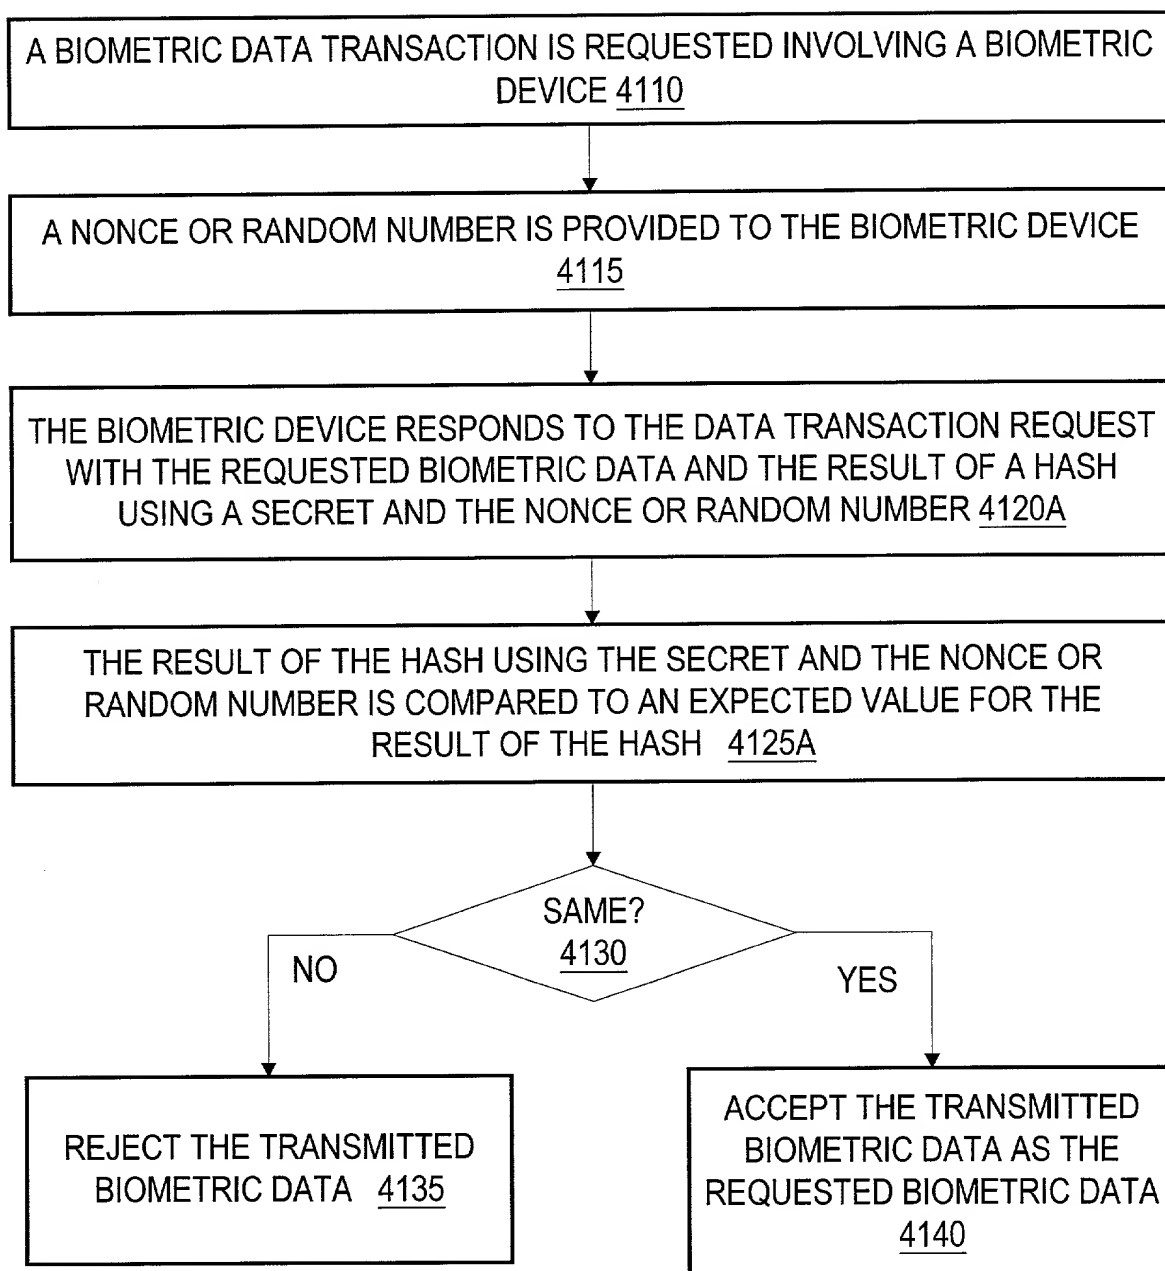 A BIOMETRIC DATA TRANSACTION IS REQUESTED INVOLVING A BIOMETRIC
DEVICE 4110
A NONCE OR RANDOM NUMBER IS PROVIDED TO THE BIOMETRIC DEVICE
4115
THE BIOMETRIC DEVICE RESPONDS TO THE DATA TRANSACTION REQUEST
WITH THE REQUESTED BIOMETRIC DATA AND THE RESULT OF A HASH
USING A SECRET AND THE NONCE OR RANDOM NUMBER 4120A
THE RESULT OF THE HASH USING THE SECRET AND THE NONCE OR
RANDOM NUMBER IS COMPARED TO AN EXPECTED VALUE FOR THE
RESULT OF THE HASH 4125A
SAME?
4130
NO
YES
REJECT THE TRANSMITTED
BIOMETRIC DATA 4135
ACCEPT THE TRANSMITTED
BIOMETRIC DATA AS THE
REQUESTED BIOMETRIC DATA
4140